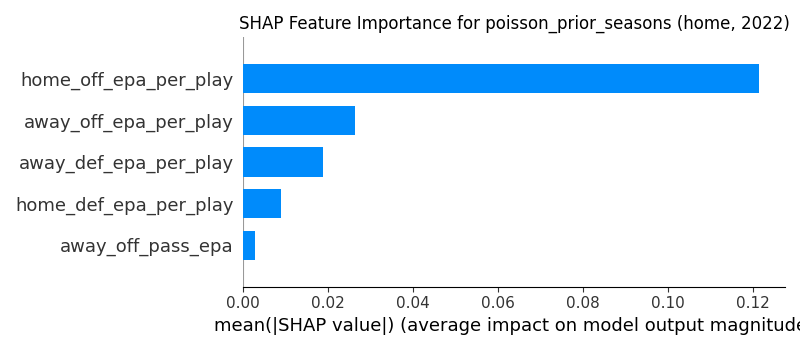 SHAP Feature Importance for poisson_prior_seasons (home, 2022)
home_off_epa_per_play
away_off_epa_per_play
away_def_epa_per_play
home_def_epa_per_play
away_off_pass_epa
0.00 0.02 0.04 0.06 0.08 0.10 0.12
mean(|SHAP value|) (average impact on model output magnitude